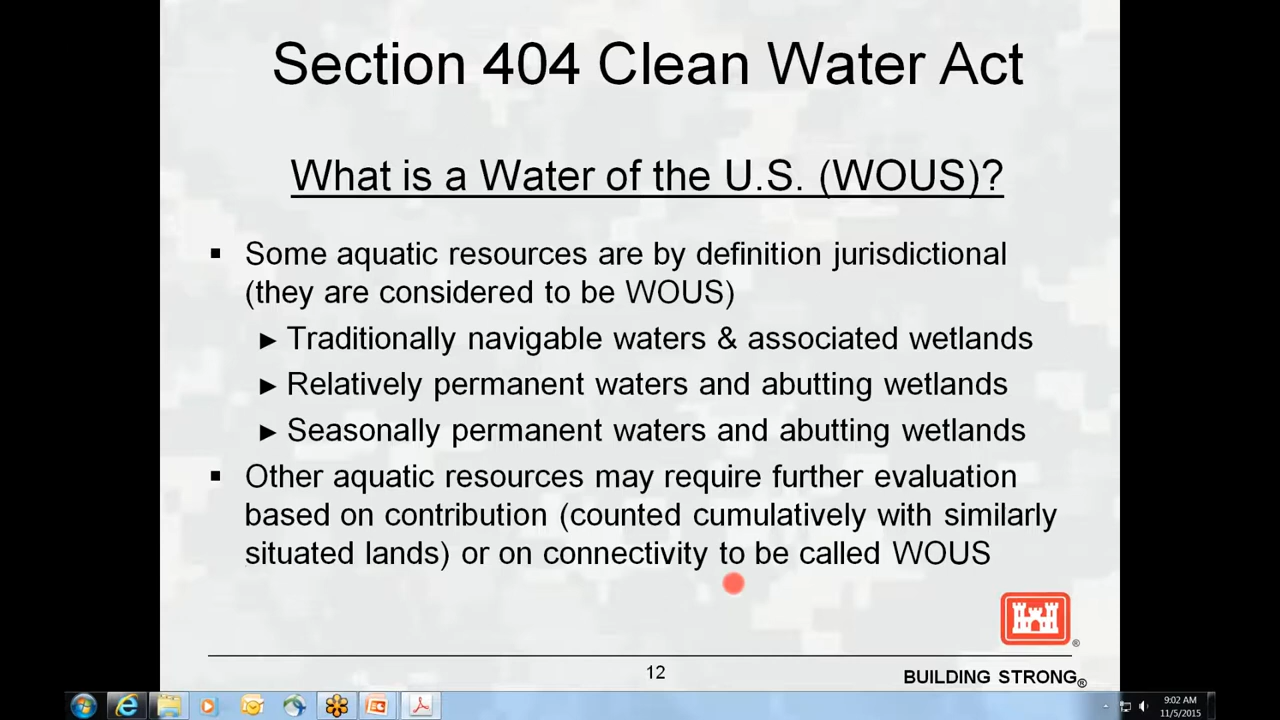 Section 404 Clean Water Act
What is a Water of the U.S. (WOUS)?
▪ Some aquatic resources are by definition jurisdictional
(they are considered to be WOUS)
► Traditionally navigable waters & associated wetlands
► Relatively permanent waters and abutting wetlands
► Seasonally permanent waters and abutting wetlands
▪ Other aquatic resources may require further evaluation
based on contribution (counted cumulatively with similarly
situated lands) or on connectivity to be called WOUS
®
12
BUILDING STRONG®
9:02 AM
11/5/2015